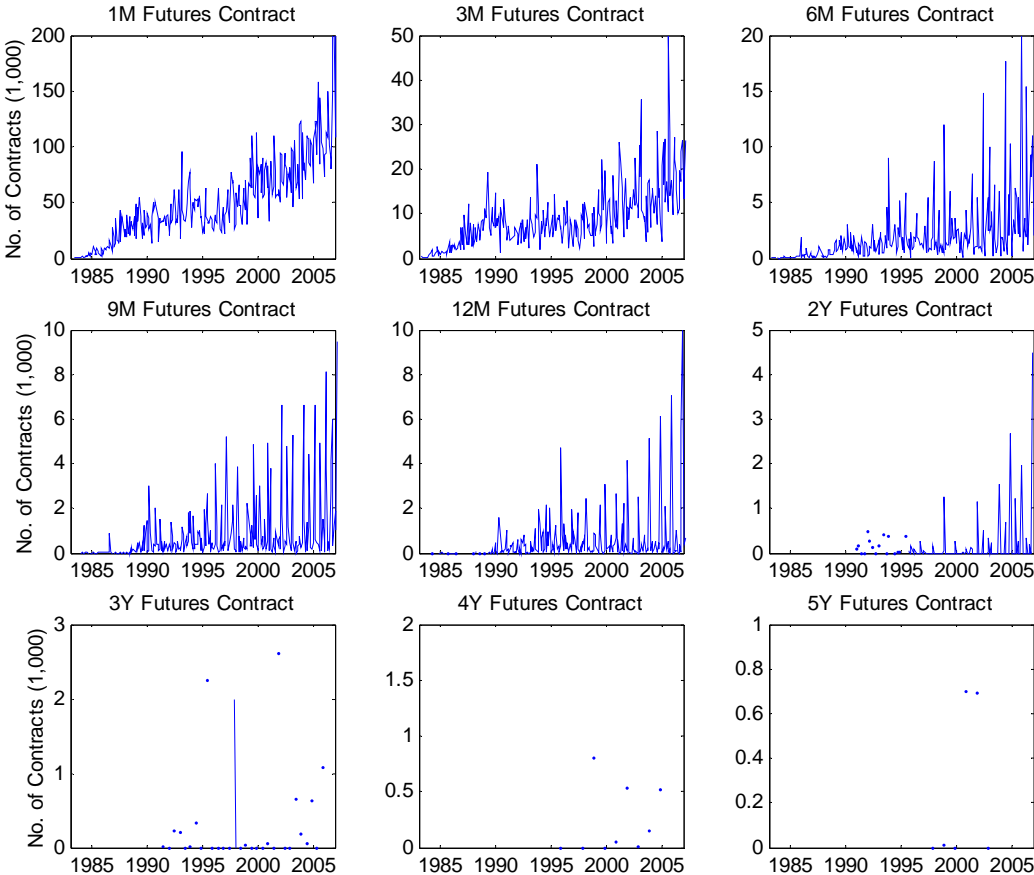 1M Futures Contract
3M Futures Contract
6M Futures Contract
No. of Contracts (1,000)
200
150
100
50
0
1985 1990 1995 2000 2005
50
40
30
20
10
0
1985 1990 1995 2000 2005
20
15
10
5
0
1985 1990 1995 2000 2005
9M Futures Contract
12M Futures Contract
2Y Futures Contract
No. of Contracts (1,000)
10
8
6
4
2
0
1985 1990 1995 2000 2005
10
8
6
4
2
0
1985 1990 1995 2000 2005
5
4
3
2
1
0
1985 1990 1995 2000 2005
3Y Futures Contract
4Y Futures Contract
5Y Futures Contract
No. of Contracts (1,000)
3
2
1
0
1985 1990 1995 2000 2005
2
1.5
1
0.5
0
1985 1990 1995 2000 2005
1
0.8
0.6
0.4
0.2
0
1985 1990 1995 2000 2005